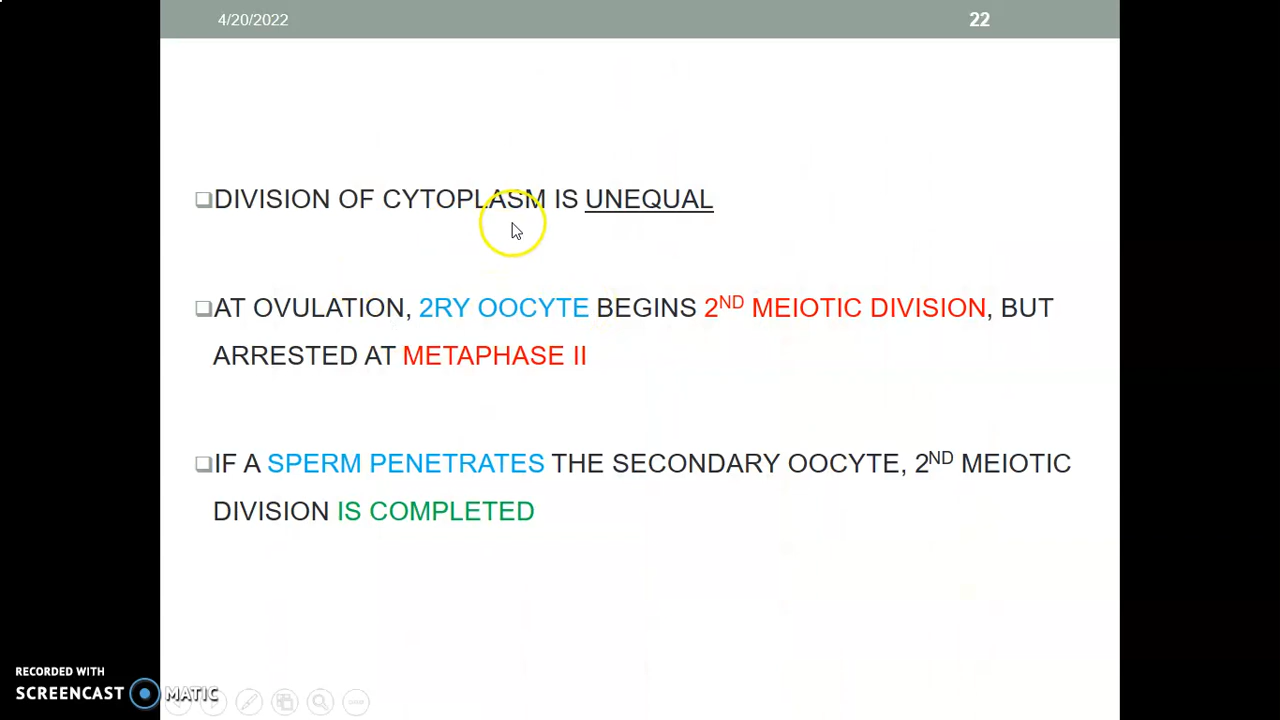 4/20/2022
22
DIVISION OF CYTOPLASM IS UNEQUAL
AT OVULATION, 2RY OOCYTE BEGINS 2ND MEIOTIC DIVISION, BUT
ARRESTED AT METAPHASE II
IF A SPERM PENETRATES THE SECONDARY OOCYTE, 2ND MEIOTIC
DIVISION IS COMPLETED
RECORDED WITH
SCREENCAST MATIC